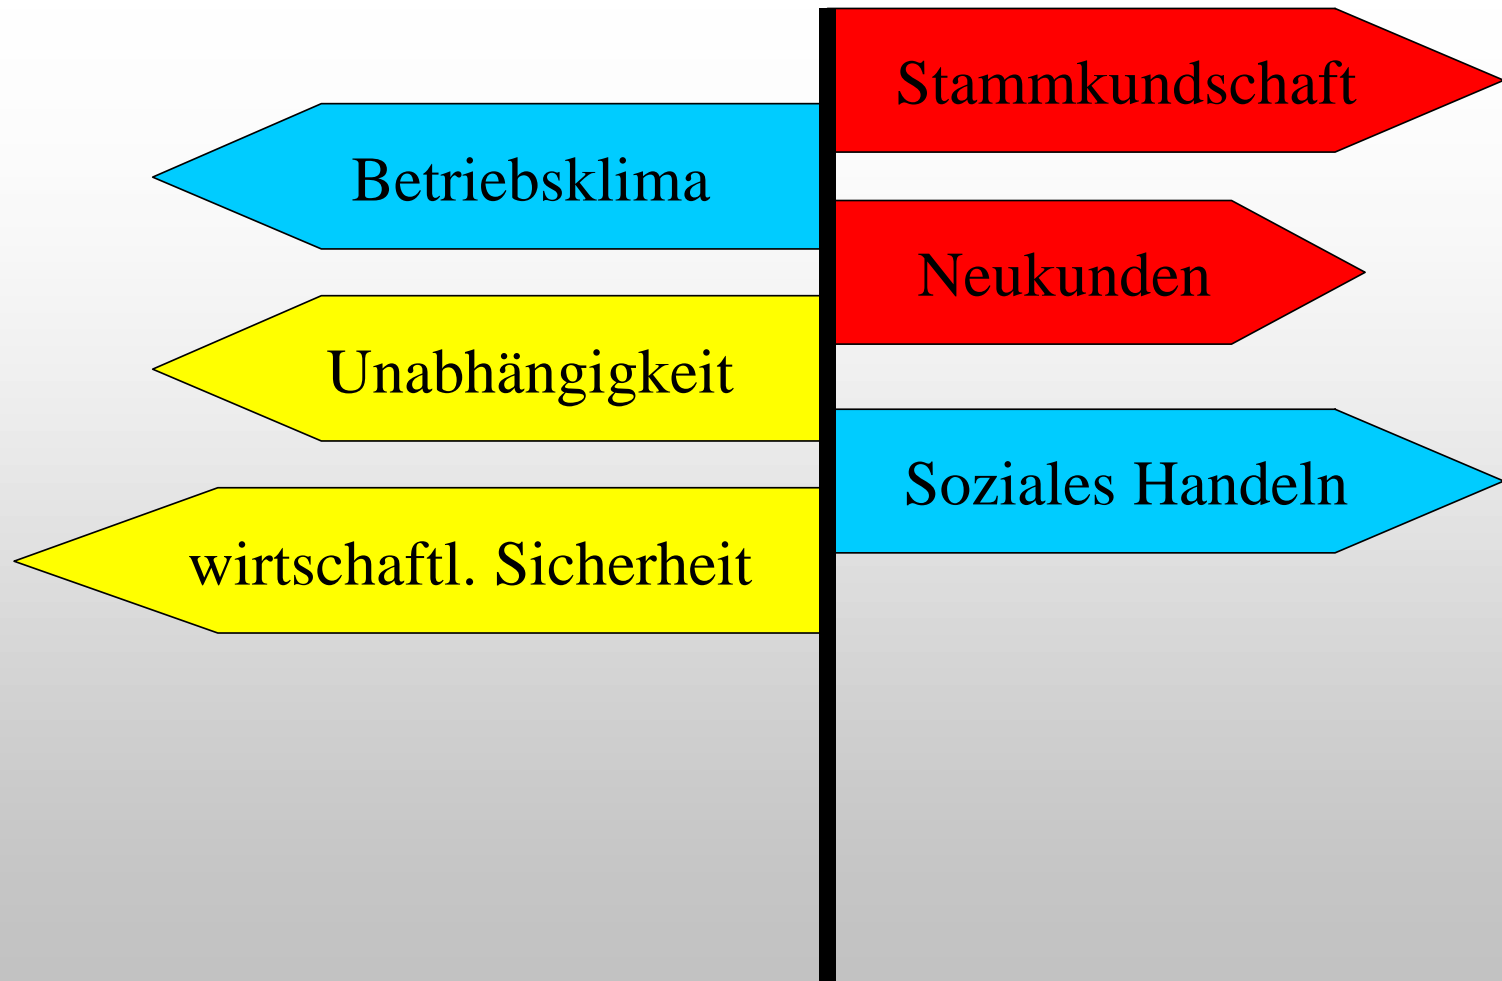 Stammkundschaft
Betriebsklima
Neukunden
Unabhängigkeit
Soziales Handeln
wirtschaftl. Sicherheit